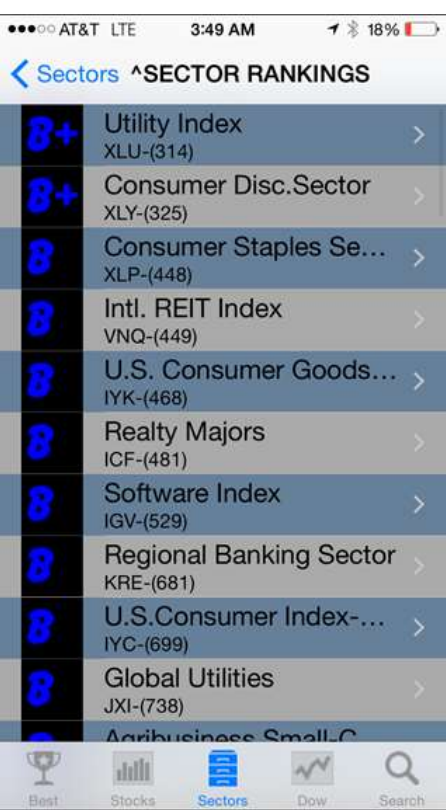 AT&T LTE 3:49 AM 18%
Sectors ^SECTOR RANKINGS
B+ Utility Index
XLU-(314)
B+ Consumer Disc.Sector
XLY-(325)
B Consumer Staples Se...
XLP-(448)
B Intl. REIT Index
VNQ-(449)
B U.S. Consumer Goods...
IYK-(468)
B Realty Majors
ICF-(481)
B Software Index
IGV-(529)
B Regional Banking Sector
KRE-(681)
B U.S.Consumer Index-...
IYC-(699)
B Global Utilities
JXI-(738)
Agribusiness Small-C
Best Stocks Sectors Dow Search